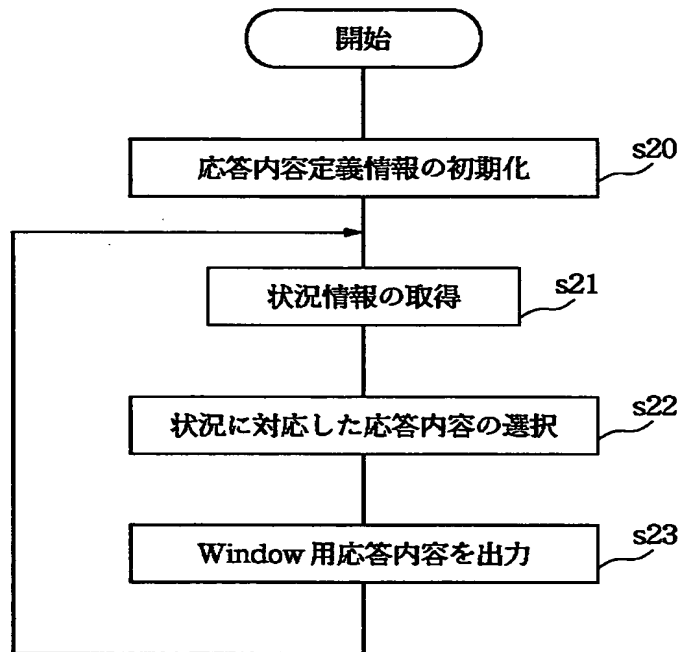 開始
応答内容定義情報の初期化
s20
状況情報の取得
s21
状況に対応した応答内容の選択
s22
Window用応答内容を出力
s23